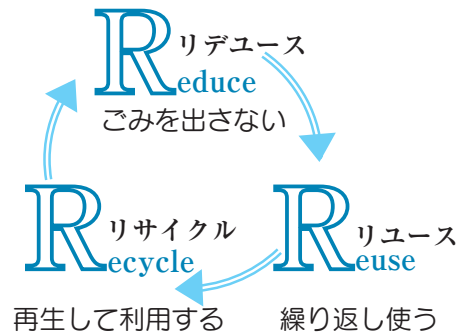 リデュース
Reduce
ごみを出さない
リサイクル
Recycle
再生して利用する
リユース
Reuse
繰り返し使う